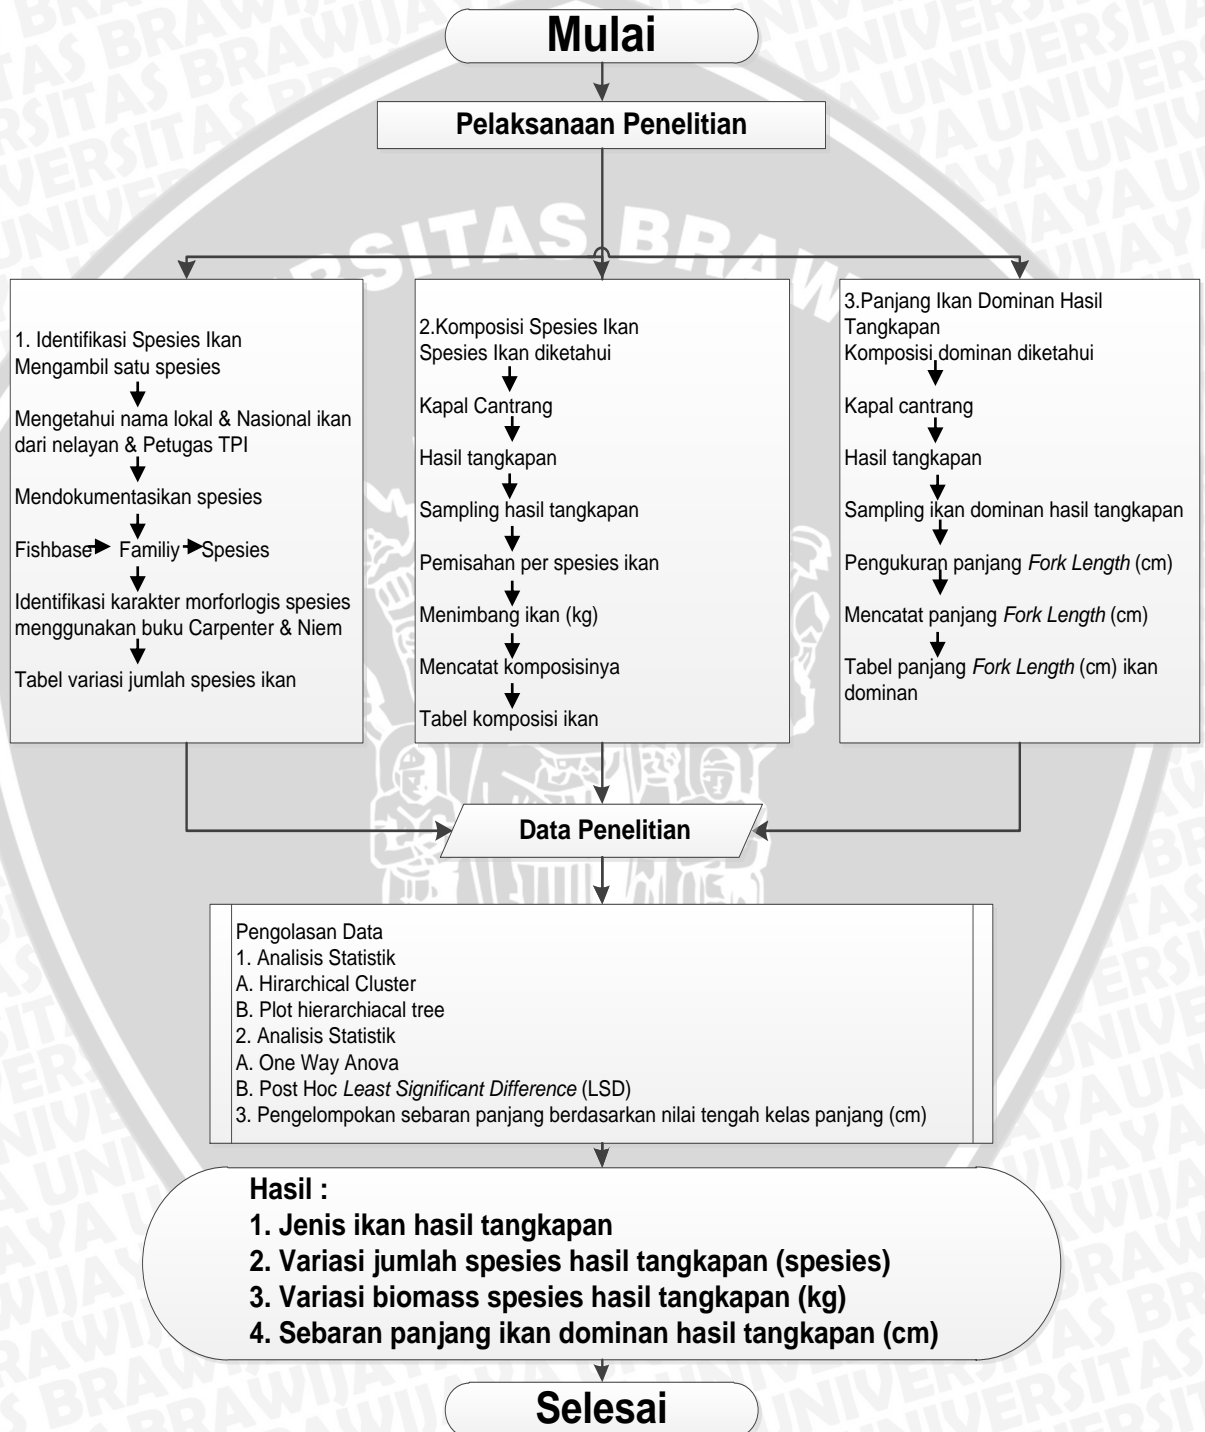 Mulai
Pelaksanaan Penelitian
1. Identifikasi Spesies Ikan
Mengambil satu spesies
Mengetahui nama lokal & Nasional ikan
dari nelayan & Petugas TPI
Mendokumentasikan spesies
Fishbase Familiy Spesies
Identifikasi karakter morforlogis spesies
menggunakan buku Carpenter & Niem
Tabel variasi jumlah spesies ikan
2.Komposisi Spesies Ikan
Spesies Ikan diketahui
Kapal Cantrang
Hasil tangkapan
Sampling hasil tangkapan
Pemisahan per spesies ikan
Menimbang ikan (kg)
Mencatat komposisinya
Tabel komposisi ikan
3.Panjang Ikan Dominan Hasil
Tangkapan
Komposisi dominan diketahui
Kapal cantrang
Hasil tangkapan
Sampling ikan dominan hasil tangkapan
Pengukuran panjang Fork Length (cm)
Mencatat panjang Fork Length (cm)
Tabel panjang Fork Length (cm) ikan
dominan
Data Penelitian
Pengolasan Data
1. Analisis Statistik
A. Hirarchical Cluster
B. Plot hierarchiacal tree
2. Analisis Statistik
A. One Way Anova
B. Post Hoc Least Significant Difference (LSD)
3. Pengelompokan sebaran panjang berdasarkan nilai tengah kelas panjang (cm)
Hasil :
1. Jenis ikan hasil tangkapan
2. Variasi jumlah spesies hasil tangkapan (spesies)
3. Variasi biomass spesies hasil tangkapan (kg)
4. Sebaran panjang ikan dominan hasil tangkapan (cm)
Selesai